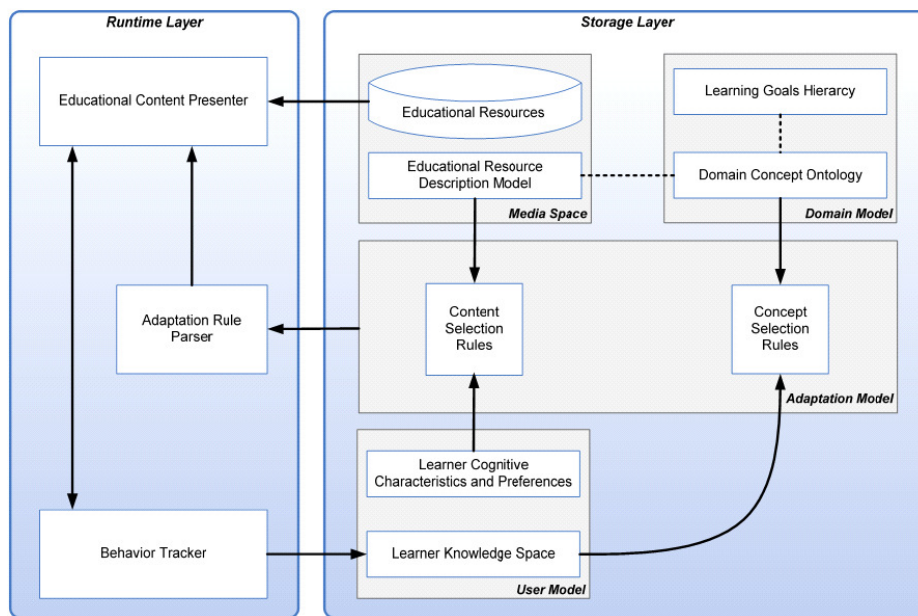 Runtime Layer
Educational Content Presenter
Adaptation Rule
Parser
Behavior Tracker
Storage Layer
Educational Resources
Educational Resource
Description Model
Media Space
Learning Goals Hierarcy
Domain Concept Ontology
Domain Model
Content
Selection
Rules
Concept
Selection
Rules
Adaptation Model
Learner Cognitive
Characteristics and Preferences
Learner Knowledge Space
User Model